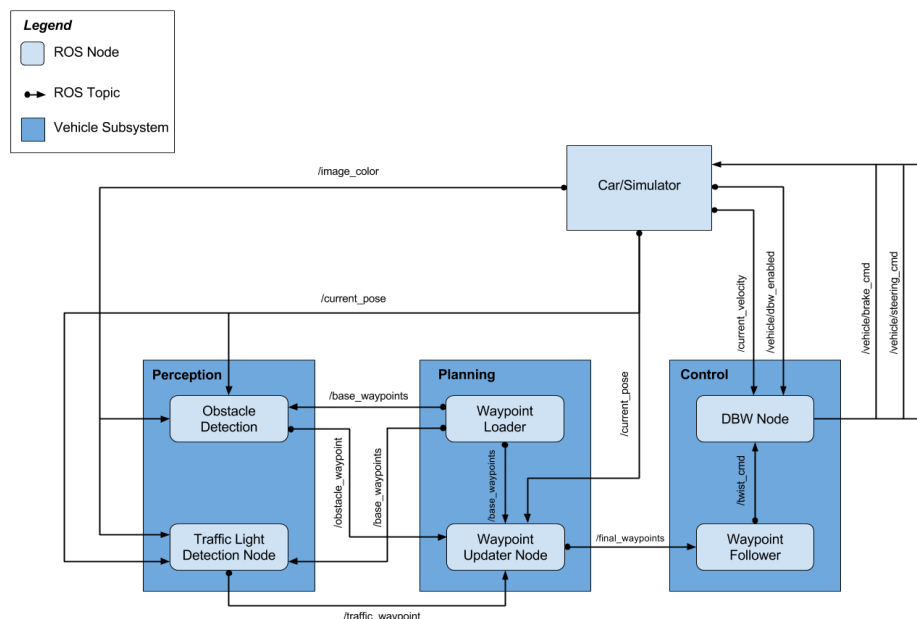 Legend
ROS Node
ROS Topic
Vehicle Subsystem
/image_color
Car/Simulator
/current_pose
/current_velocity
/vehicle/dbw_enabled
/vehicle/brake_cmd
/vehicle/steering_cmd
Perception
Planning
Control
/current_pose
Obstacle
Detection
/base_waypoints
Waypoint
Loader
DBW Node
/obstacle_waypoint
/base_waypoints
/base_waypoints
/twist_cmd
Traffic Light
Detection Node
Waypoint
Updater Node
/final_waypoints
Waypoint
Follower
/traffic_waypoint